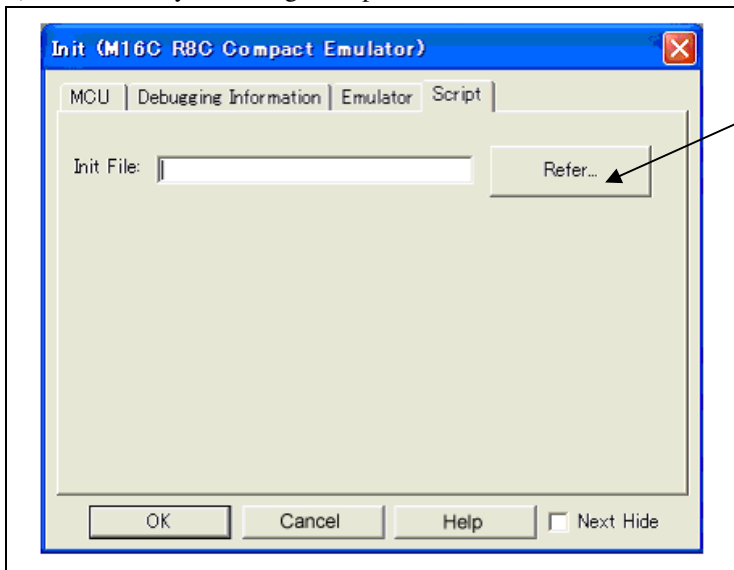 Init (M16C R8C Compact Emulator)
MCU Debugging Information Emulator Script
Init File: Refer...
OK Cancel Help Next Hide